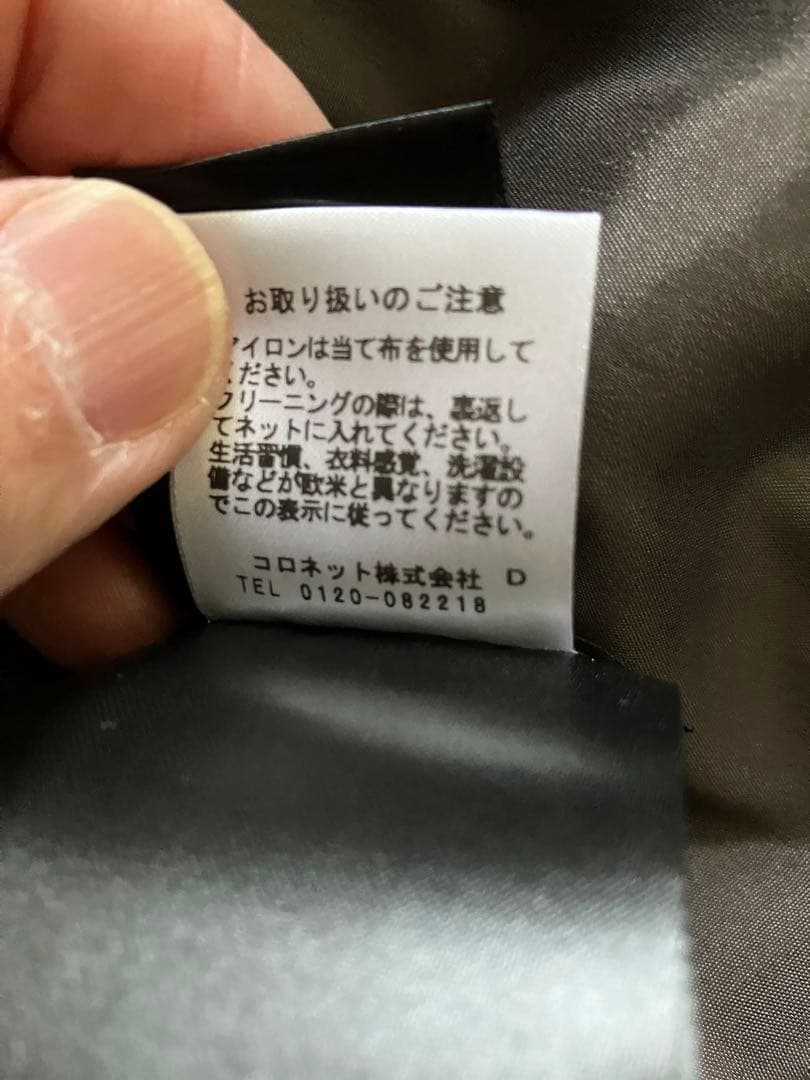 お取り扱いのご注意
アイロンは当て布を使用して
ください。
クリーニングの際は、裏返し
てネットに入れてください。
生活習慣、衣料感覚、洗濯設
備などが欧米と異なりますの
でこの表示に従ってください。
コロネット株式会社 D
TEL 0120-082218